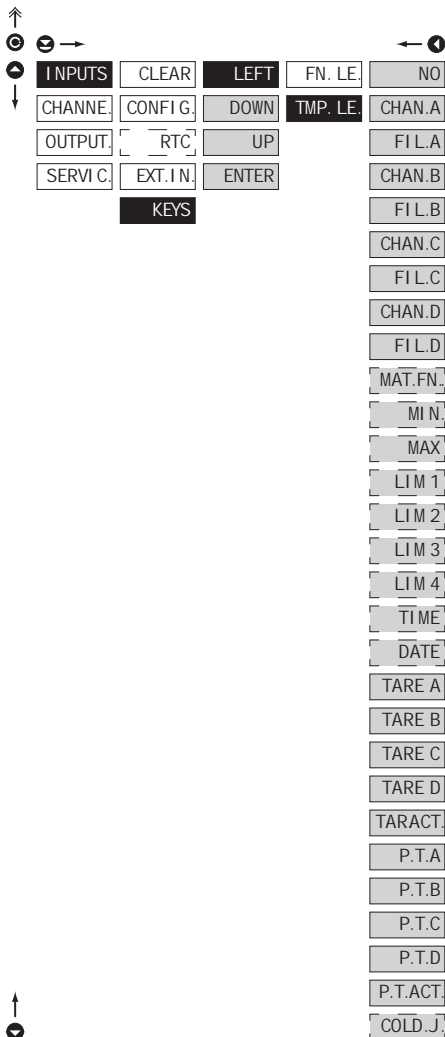 INPUTS CLEAR LEFT FN. LE. NO
CHANNE. CONFIG. DOWN TMP. LE. CHAN.A
OUTPUT. RTC UP FIL.A
SERVIC. EXT.IN. ENTER CHAN.B
KEYS FIL.B
CHAN.C
FIL.C
CHAN.D
FIL.D
MAT.FN.
MIN.
MAX
LIM 1
LIM 2
LIM 3
LIM 4
TIME
DATE
TARE A
TARE B
TARE C
TARE D
TARACT.
P.T.A
P.T.B
P.T.C
P.T.D
P.T.ACT.
COLD.J.